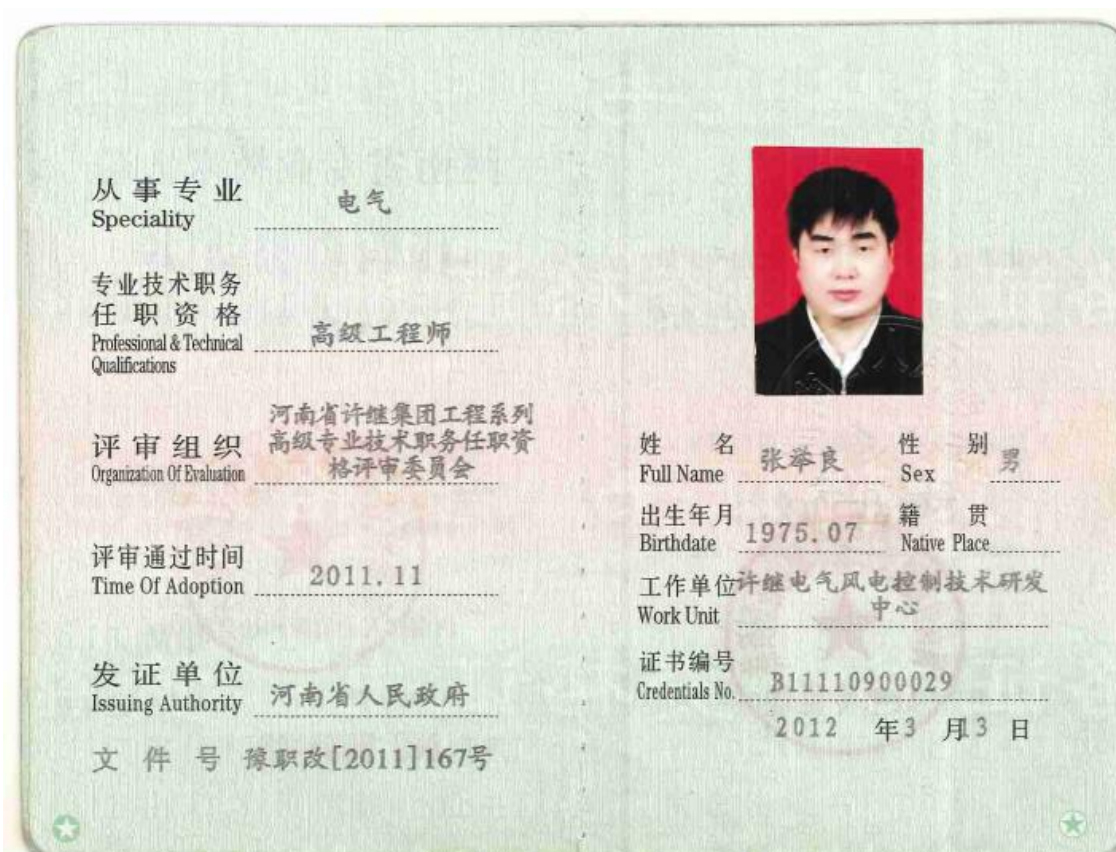 从事专业 电气
Speciality
专业技术职务
任职资格
Professional & Technical 高级工程师
Qualifications
河南省许继集团工程系列
评审组织 高级专业技术职务任职资
Organization Of Evaluation 格评审委员会
评审通过时间
Time Of Adoption 2011.11
发证单位
Issuing Authority 河南省人民政府
文件号 豫职改[2011]167号
姓名 张举良 性别 男
Full Name Sex
出生年月 1975.07 籍贯
Birthdate Native Place
工作单位 许继电气风电控制技术研发
Work Unit 中心
证书编号
Credentials No. B11110900029
2012 年3 月3 日